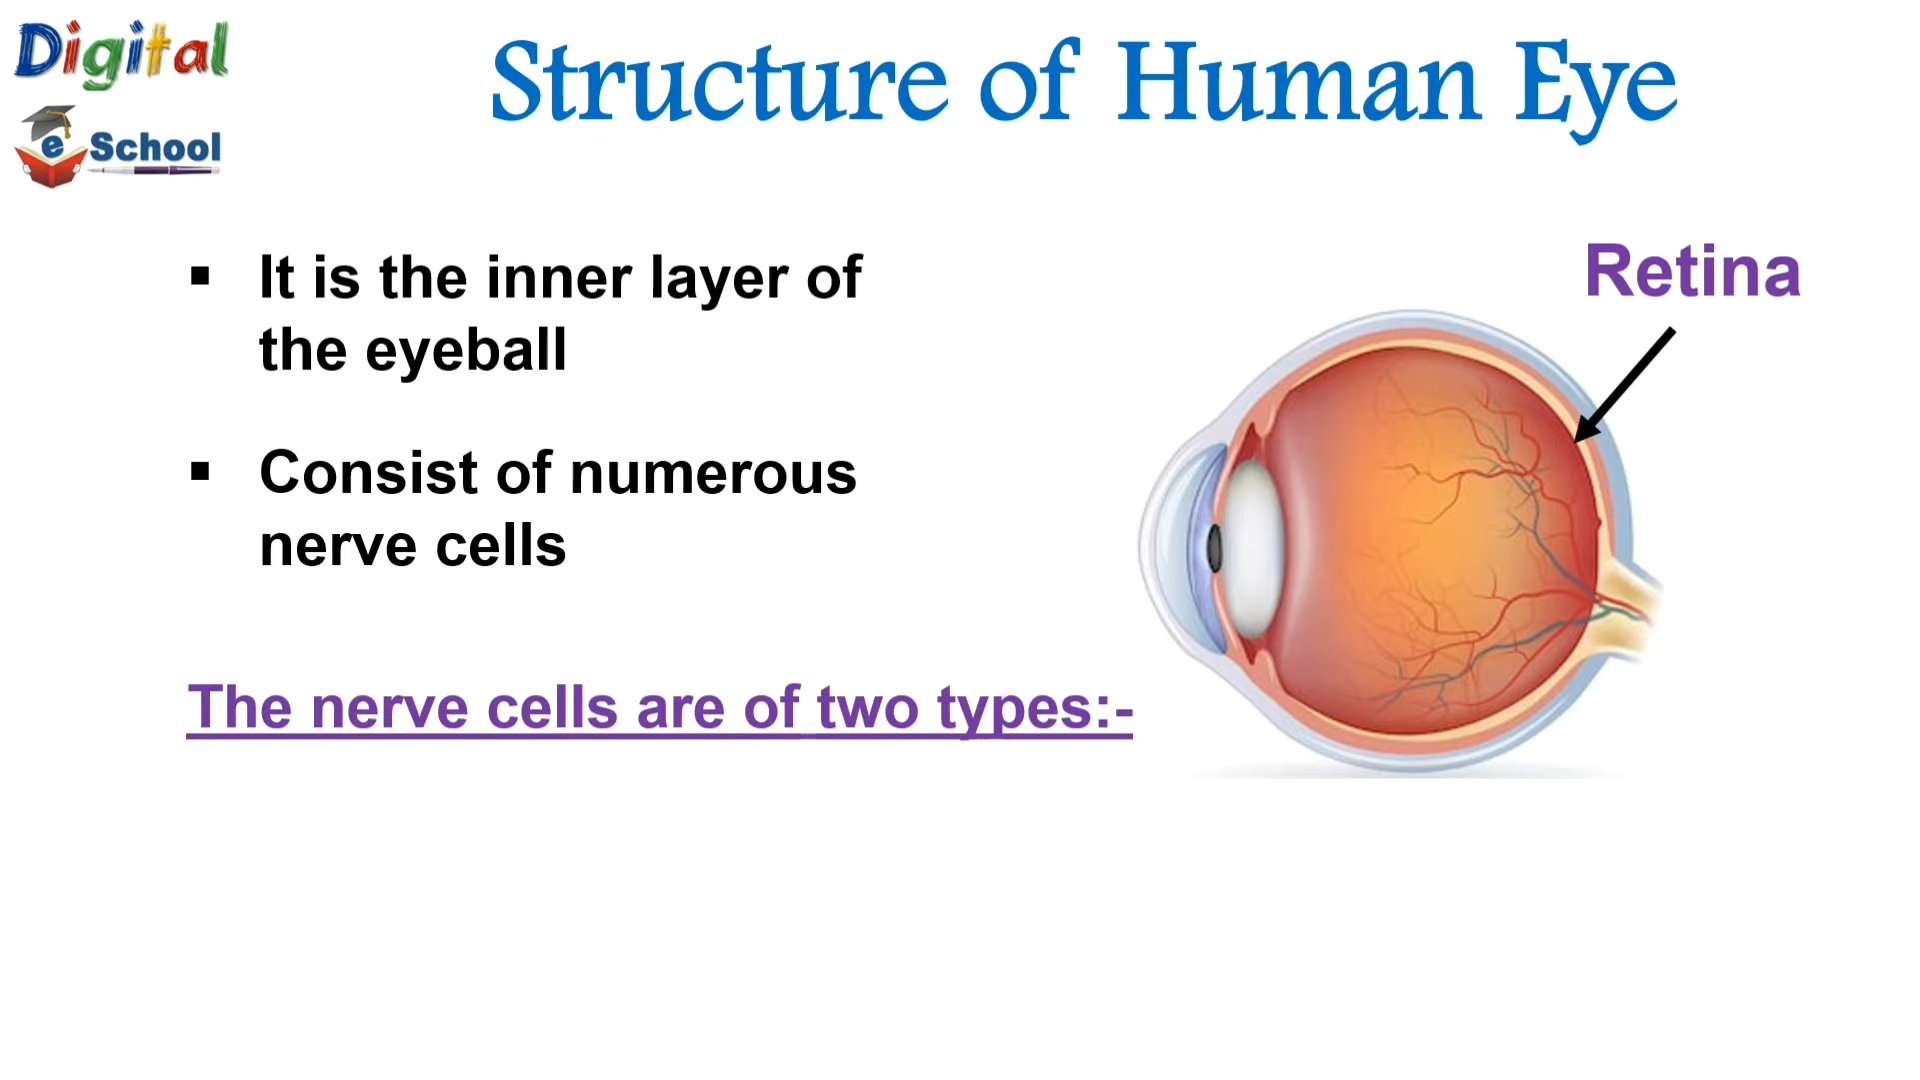 Digital
e School
Structure of Human Eye
▪ It is the inner layer of
the eyeball
▪ Consist of numerous
nerve cells
The nerve cells are of two types:-
Retina